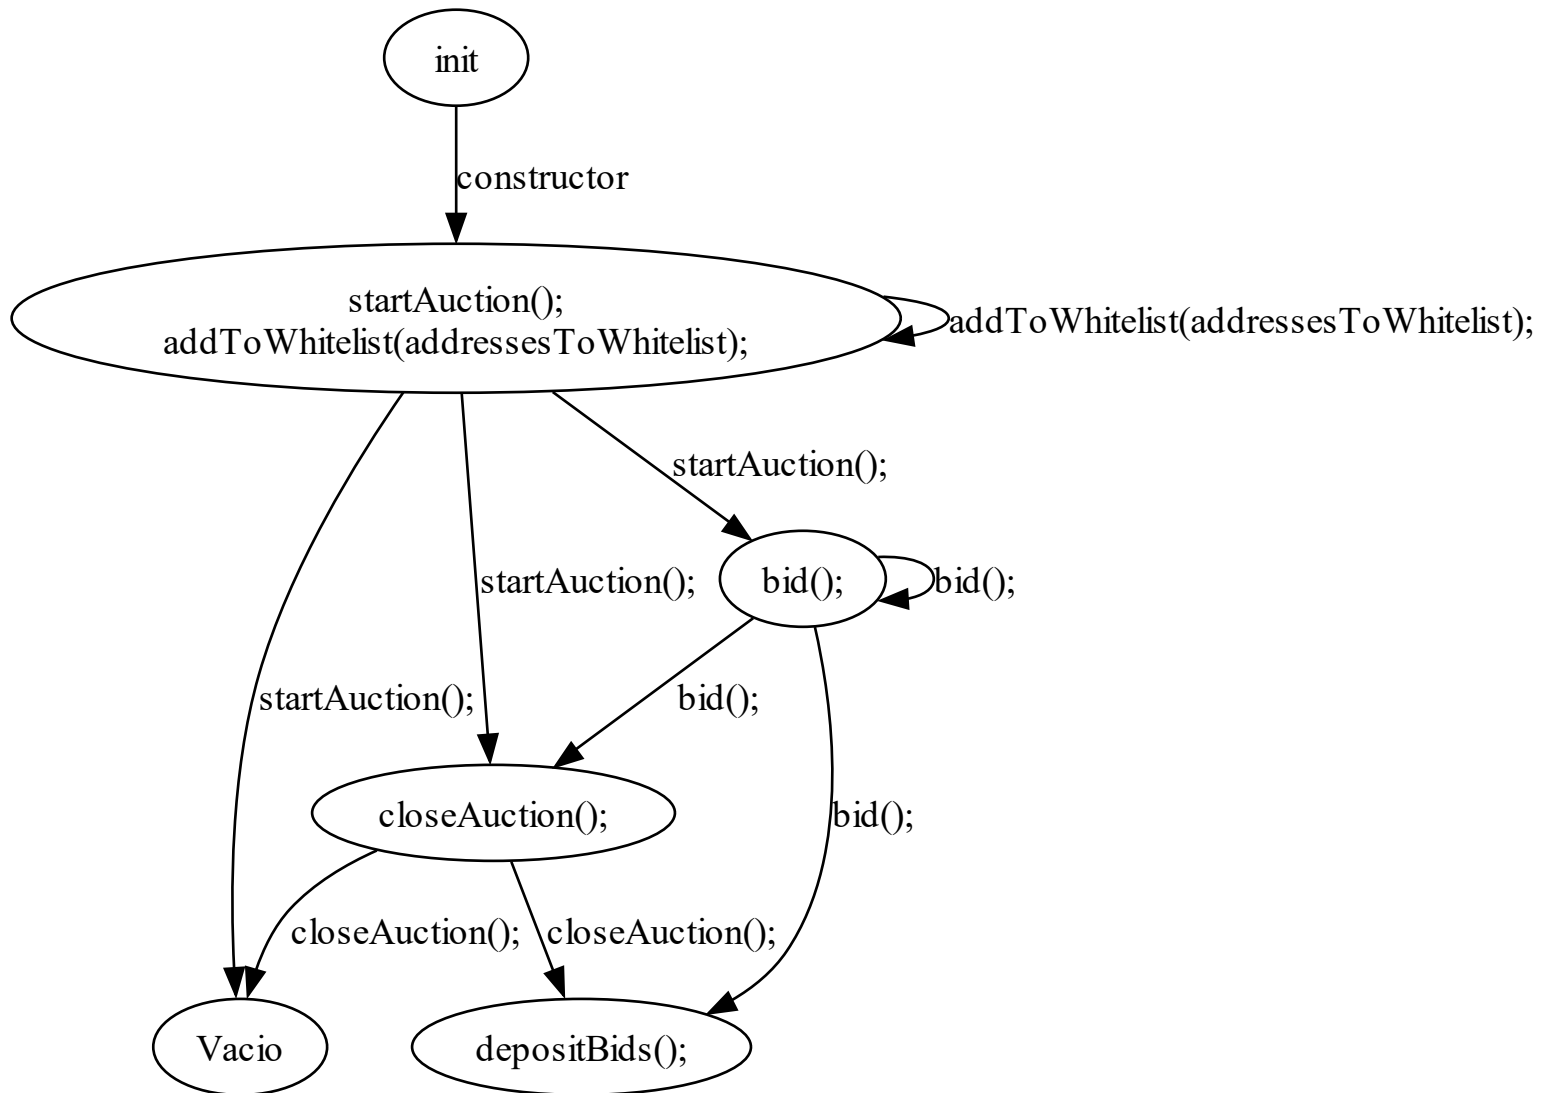 init
constructor
startAuction();
addToWhitelist(addressesToWhitelist);
addToWhitelist(addressesToWhitelist);
startAuction();
bid();
bid();
startAuction();
startAuction();
bid();
closeAuction();
bid();
closeAuction();
closeAuction();
Vacio
depositBids();